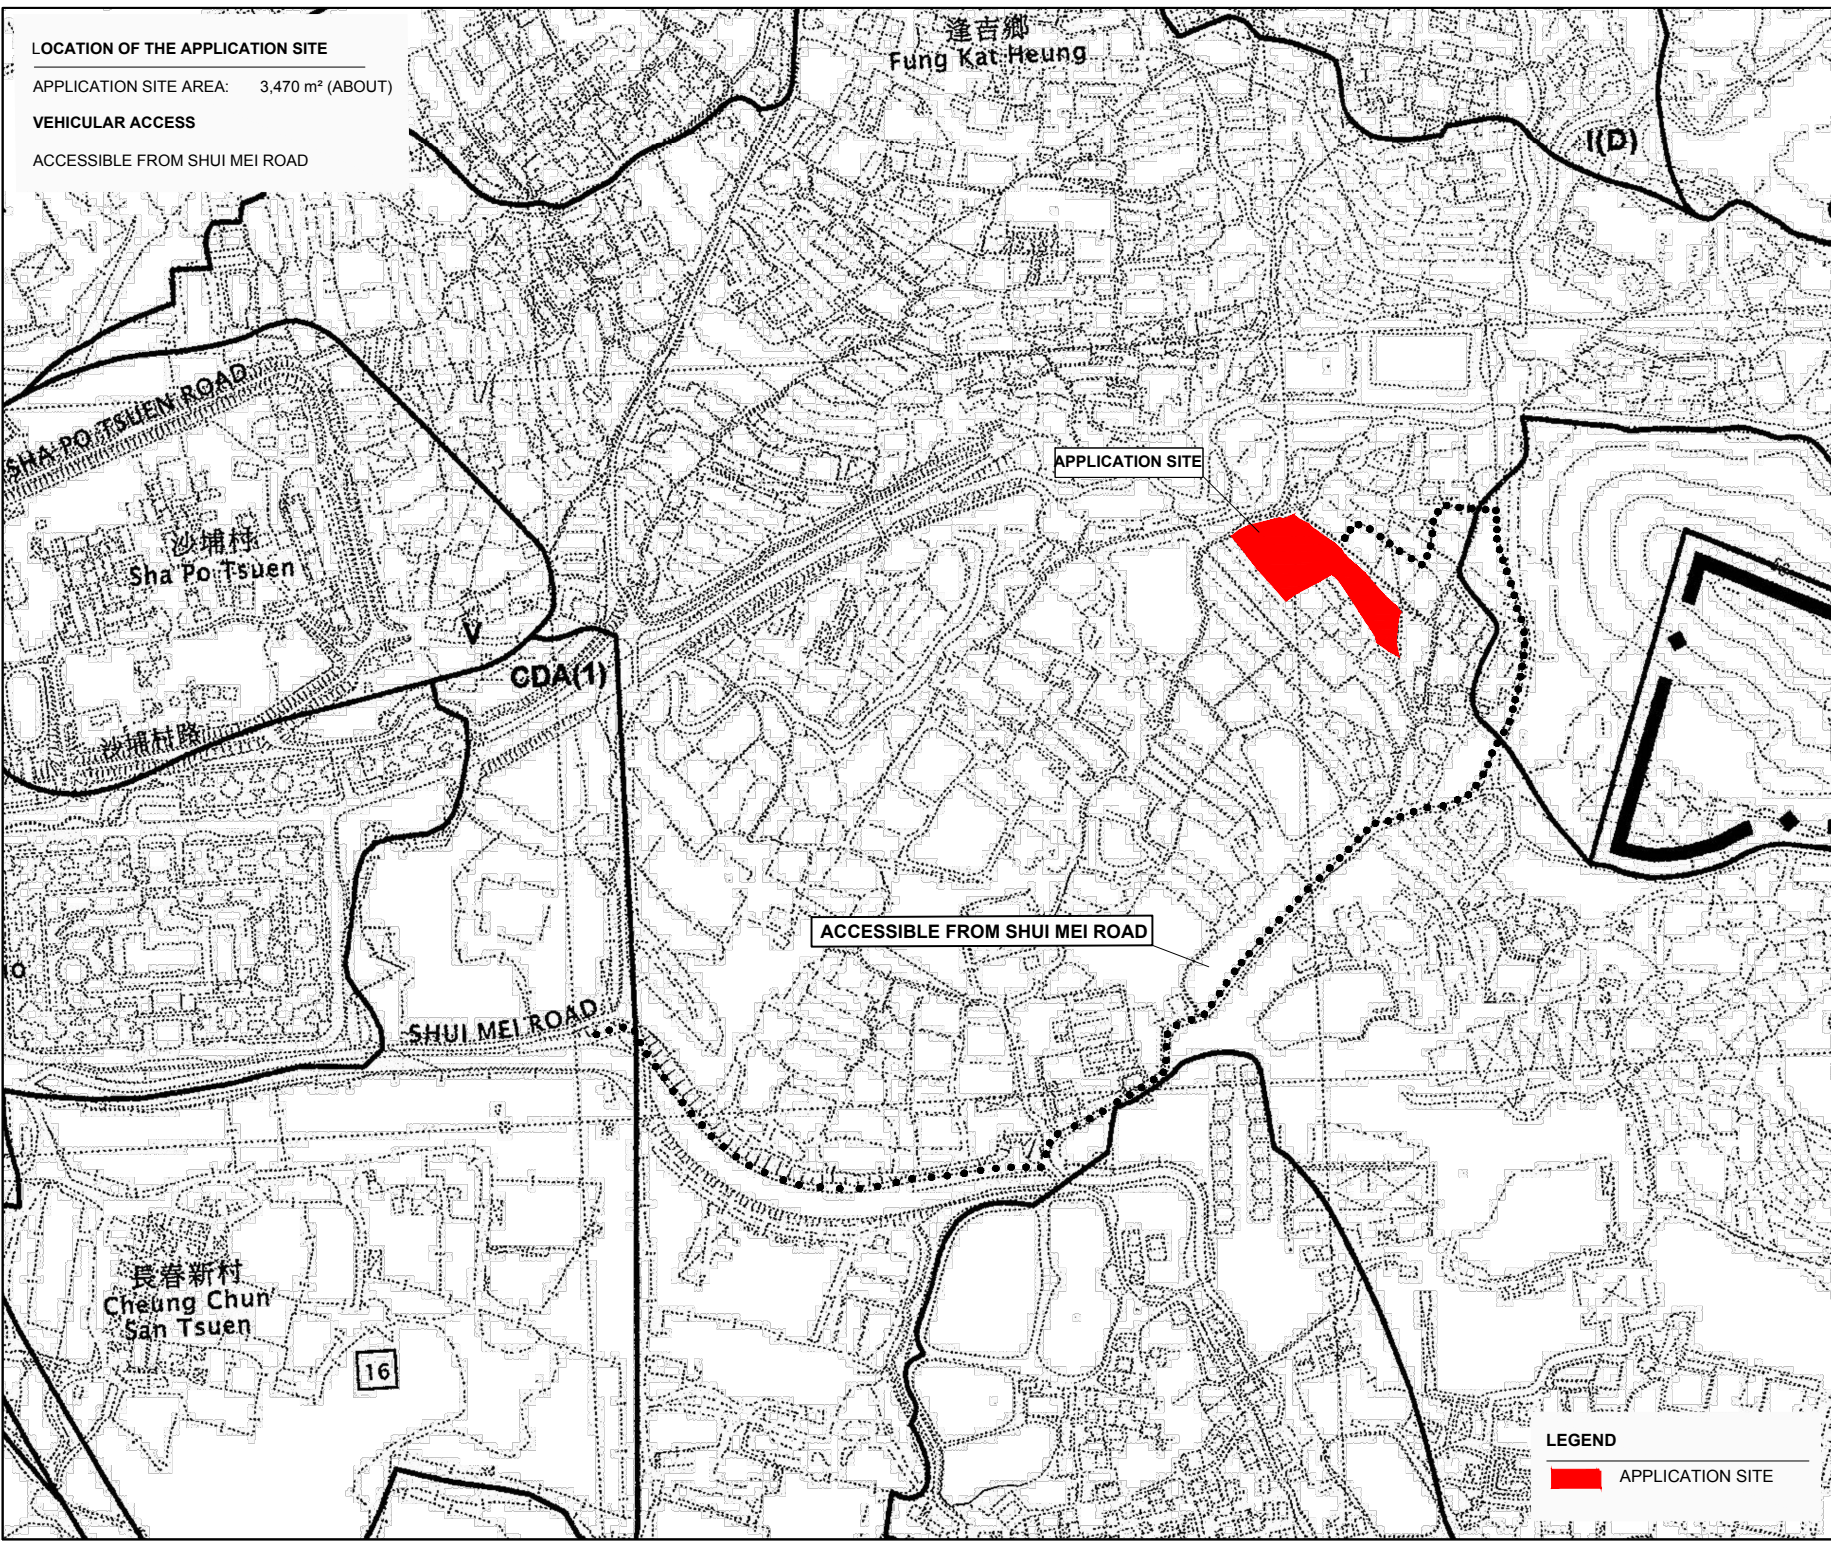 LOCATION OF THE APPLICATION SITE
APPLICATION SITE AREA: 3,470 m² (ABOUT)
VEHICULAR ACCESS
ACCESSIBLE FROM SHUI MEI ROAD
逢吉鄉
Fung Kat Heung
I(D)
SHA PO TSUEN ROAD
APPLICATION SITE
沙埔村
Sha Po Tsuen
V
CDA(1)
沙埔村路
ACCESSIBLE FROM SHUI MEI ROAD
SHUI MEI ROAD
長春新村
Cheung Chun
San Tsuen
16
LEGEND
APPLICATION SITE